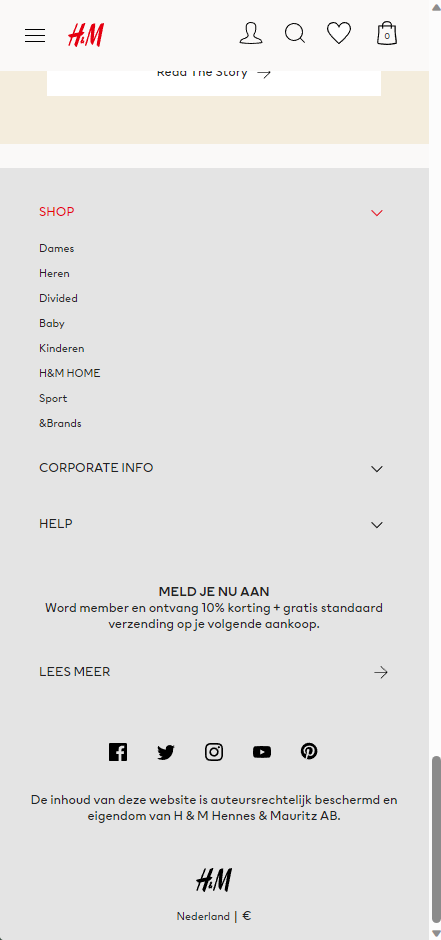 H&M
0
Read The Story
SHOP
Dames
Heren
Divided
Baby
Kinderen
H&M HOME
Sport
&Brands
CORPORATE INFO
HELP
MELD JE NU AAN
Word member en ontvang 10% korting + gratis standaard
verzending op je volgende aankoop.
LEES MEER
De inhoud van deze website is auteursrechtelijk beschermd en
eigendom van H & M Hennes & Mauritz AB.
H&M
Nederland | €